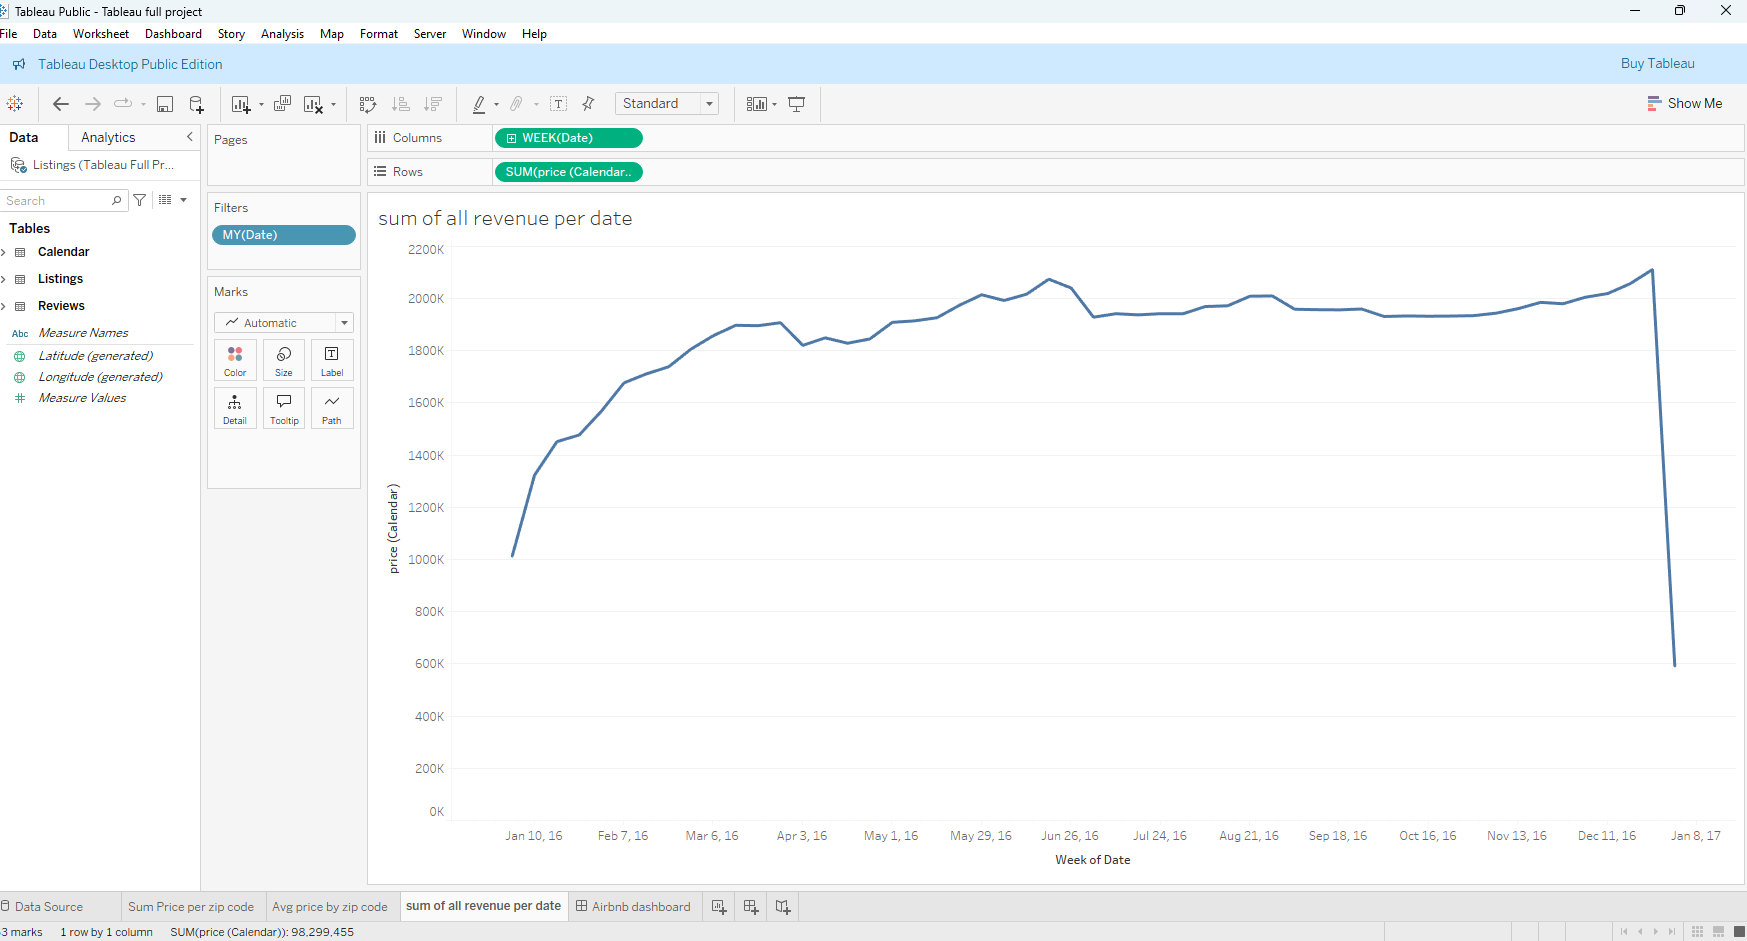 Tableau Public - Tableau full project
File Data Worksheet Dashboard Story Analysis Map Format Server Window Help
Tableau Desktop Public Edition Buy Tableau
Standard Show Me
Data Analytics
Listings (Tableau Full Pr...
Search
Tables
Calendar
Listings
Reviews
Abc Measure Names
Latitude (generated)
Longitude (generated)
Measure Values
Pages
Filters
MY(Date)
Marks
Automatic
Color Size Label
Detail Tooltip Path
Columns WEEK(Date)
Rows SUM(price (Calendar..
sum of all revenue per date
2200K
2000K
1800K
1600K
1400K
1200K
1000K
800K
600K
400K
200K
0K
price (Calendar)
Jan 10, 16 Feb 7, 16 Mar 6, 16 Apr 3, 16 May 1, 16 May 29, 16 Jun 26, 16 Jul 24, 16 Aug 21, 16 Sep 18, 16 Oct 16, 16 Nov 13, 16 Dec 11, 16 Jan 8, 17
Week of Date
Data Source Sum Price per zip code Avg price by zip code sum of all revenue per date Airbnb dashboard
3 marks 1 row by 1 column SUM(price (Calendar)): 98,299,455